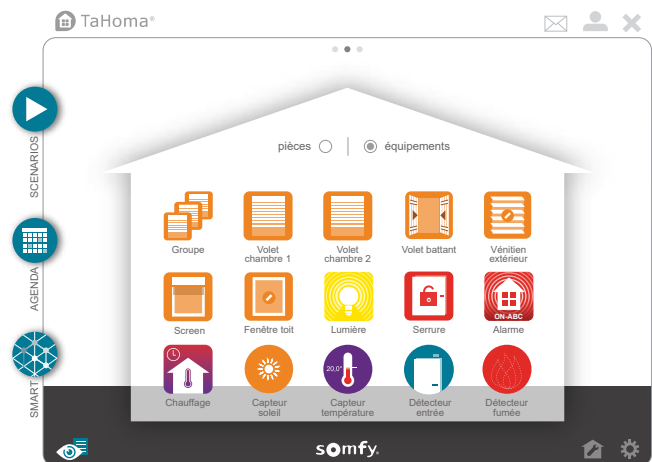 TaHoma®
pièces
équipements
SCENARIOS
AGENDA
SMART
Groupe
Volet
chambre 1
Volet
chambre 2
Volet battant
Vénitien
extérieur
Screen
Fenêtre toit
Lumière
Serrure
ON-ABC
Alarme
20,0°
Chauffage
Capteur
soleil
Capteur
température
Détecteur
entrée
Détecteur
fumée
somfy.